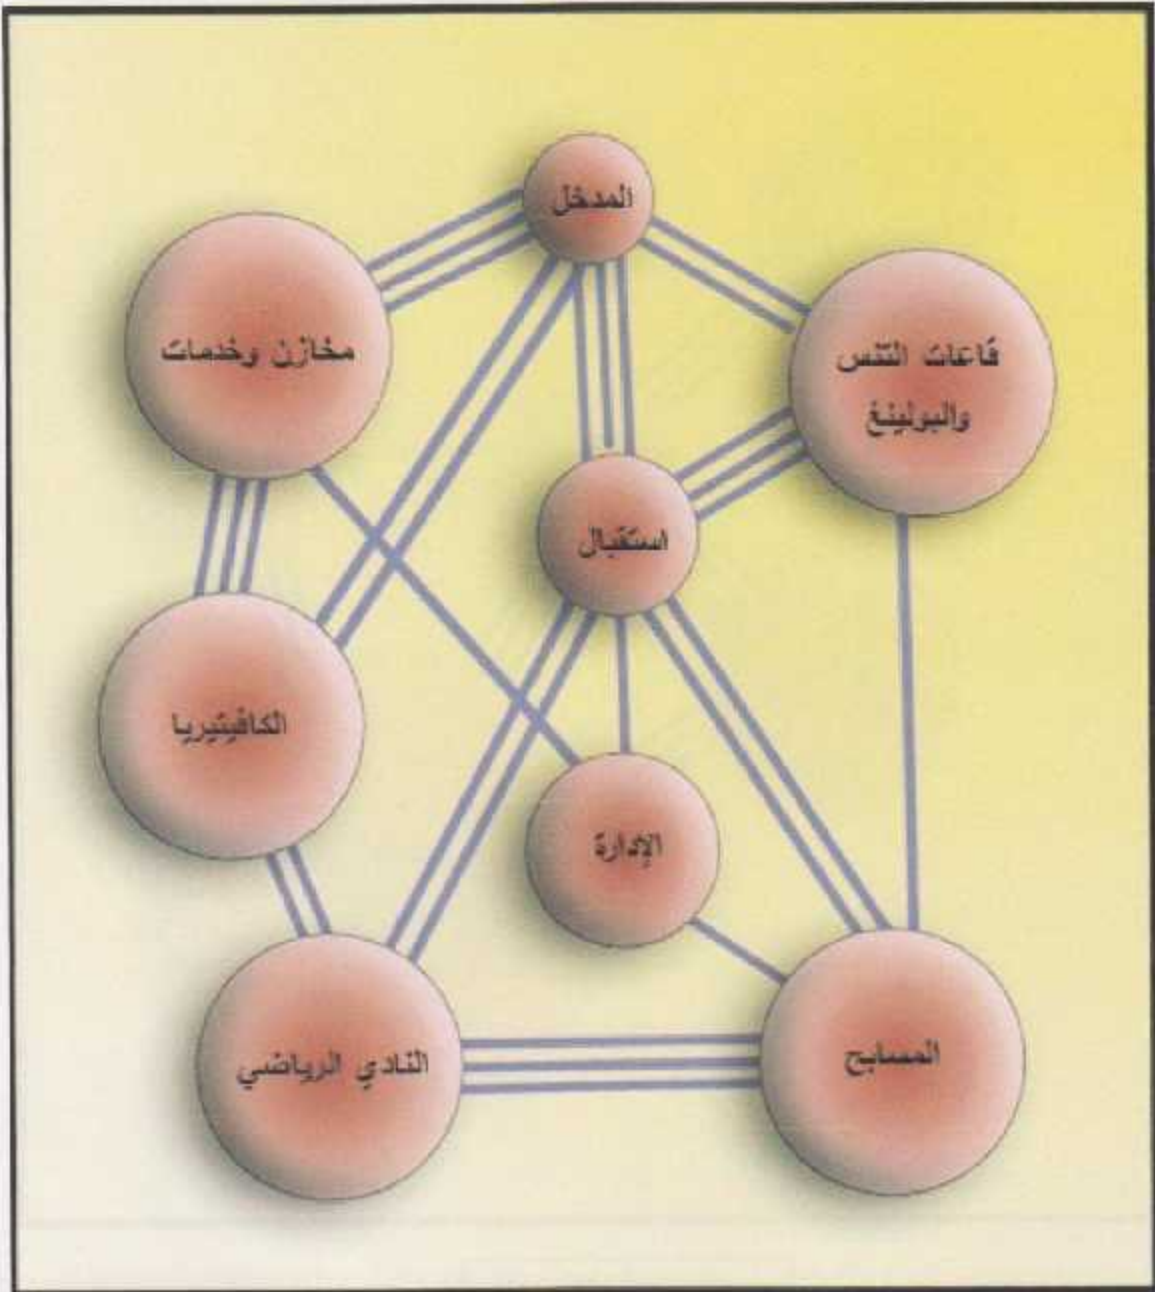 المدخل
مخازن وخدمات
قاعات التنس
والبولينغ
استقبال
الكافيتيريا
الإدارة
النادي الرياضي
المسابح